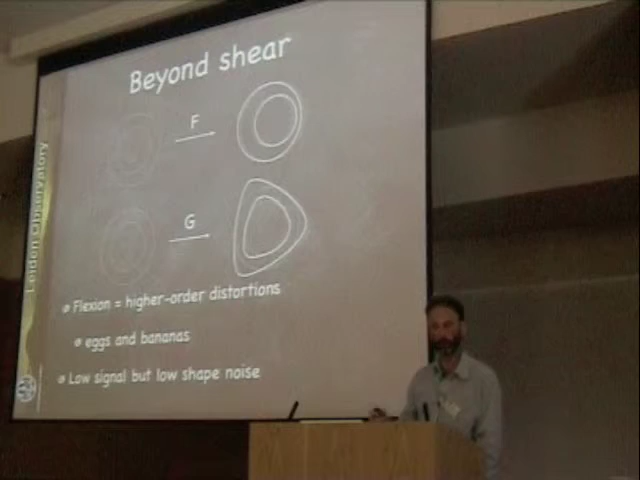 Beyond shear
F
G
Leiden Observatory
Flexion = higher-order distortions
eggs and bananas
Low signal but low shape noise